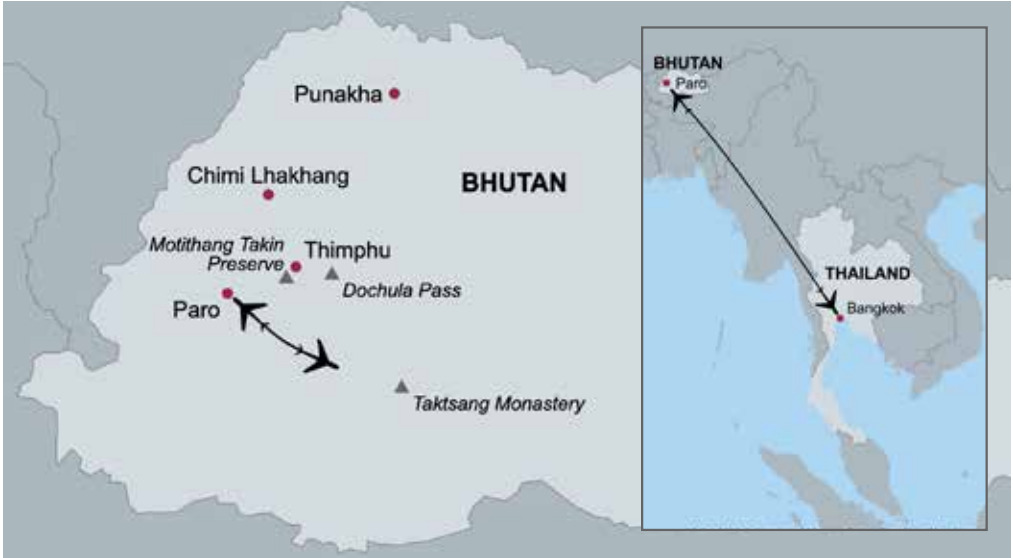 Punakha
Chimi Lhakhang
BHUTAN
Motithang Takin
Preserve
Thimphu
Dochula Pass
Paro
Taktsang Monastery
BHUTAN
Paro
THAILAND
Bangkok